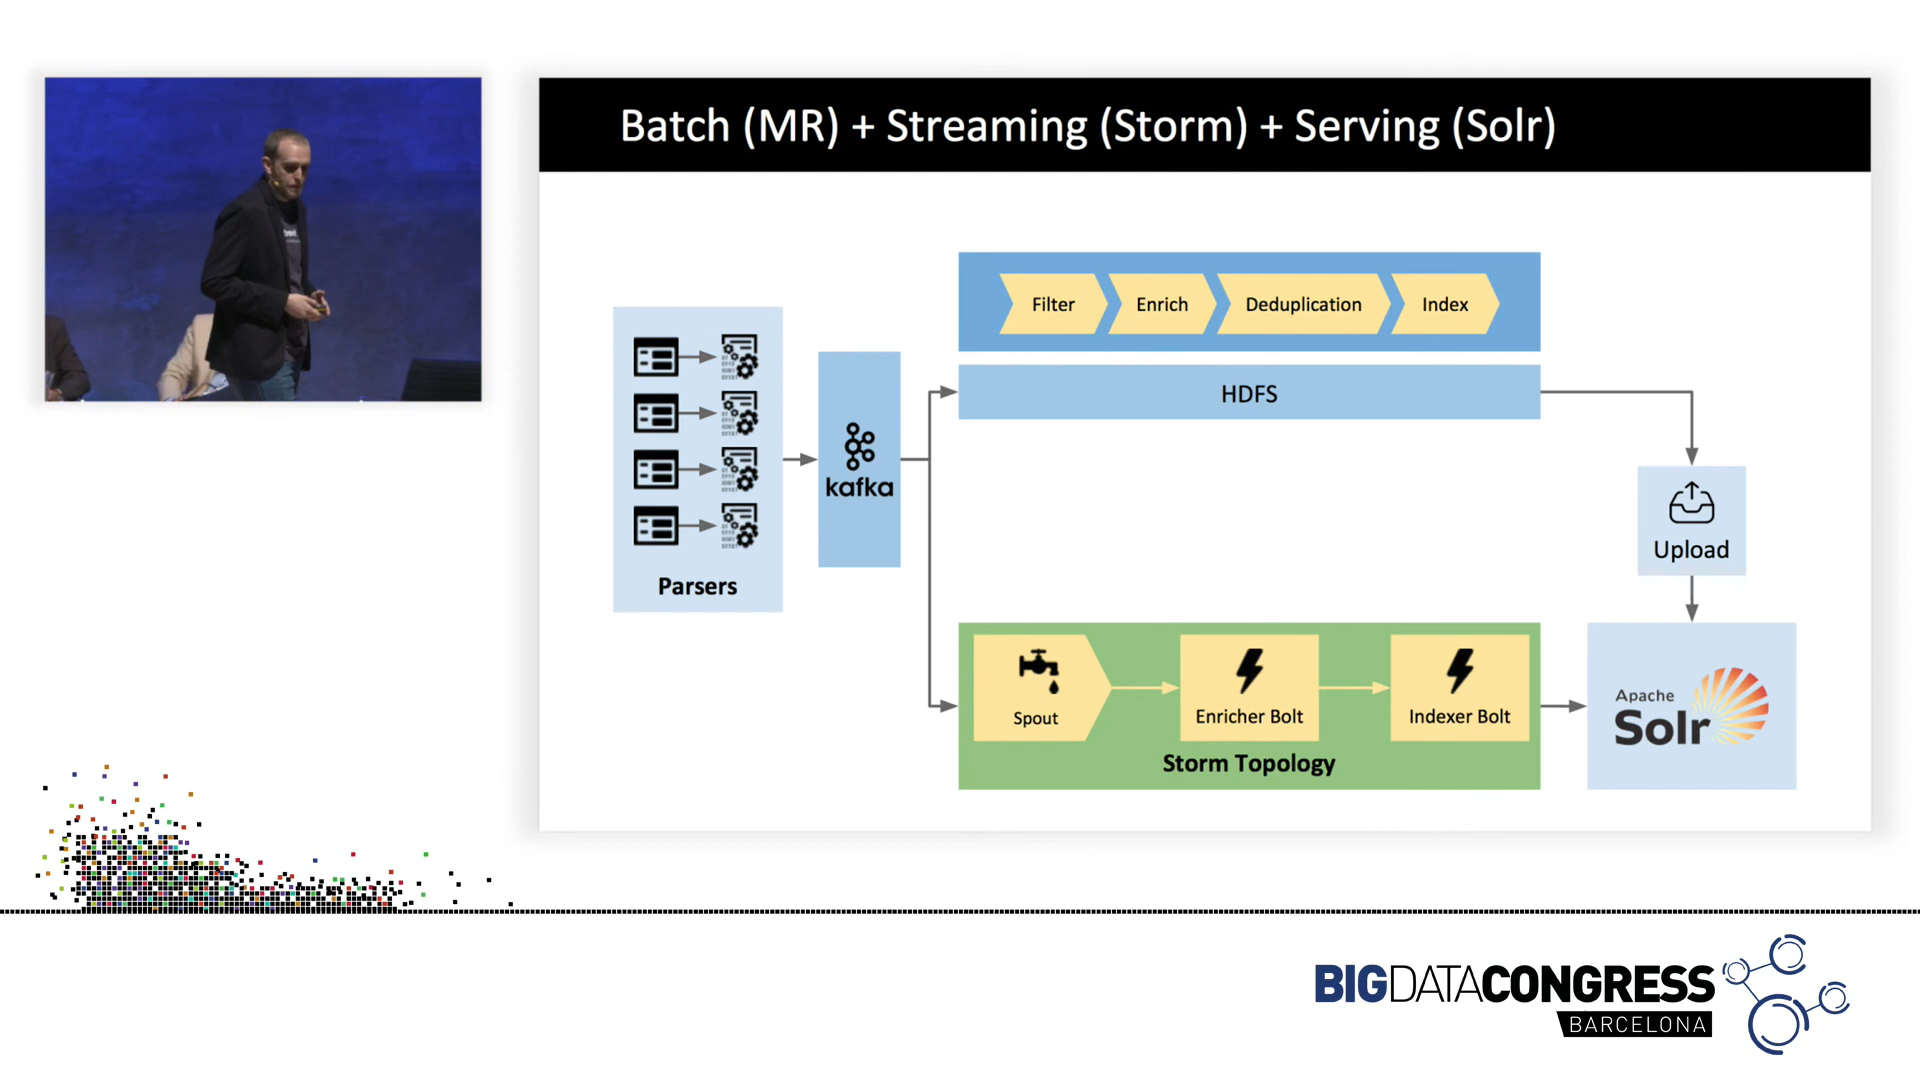 Batch (MR) + Streaming (Storm) + Serving (Solr)
Filter
Enrich
Deduplication
Index
HDFS
kafka
Parsers
Upload
Spout
Enricher Bolt
Indexer Bolt
Storm Topology
Apache
Solr
BIGDATACONGRESS
BARCELONA